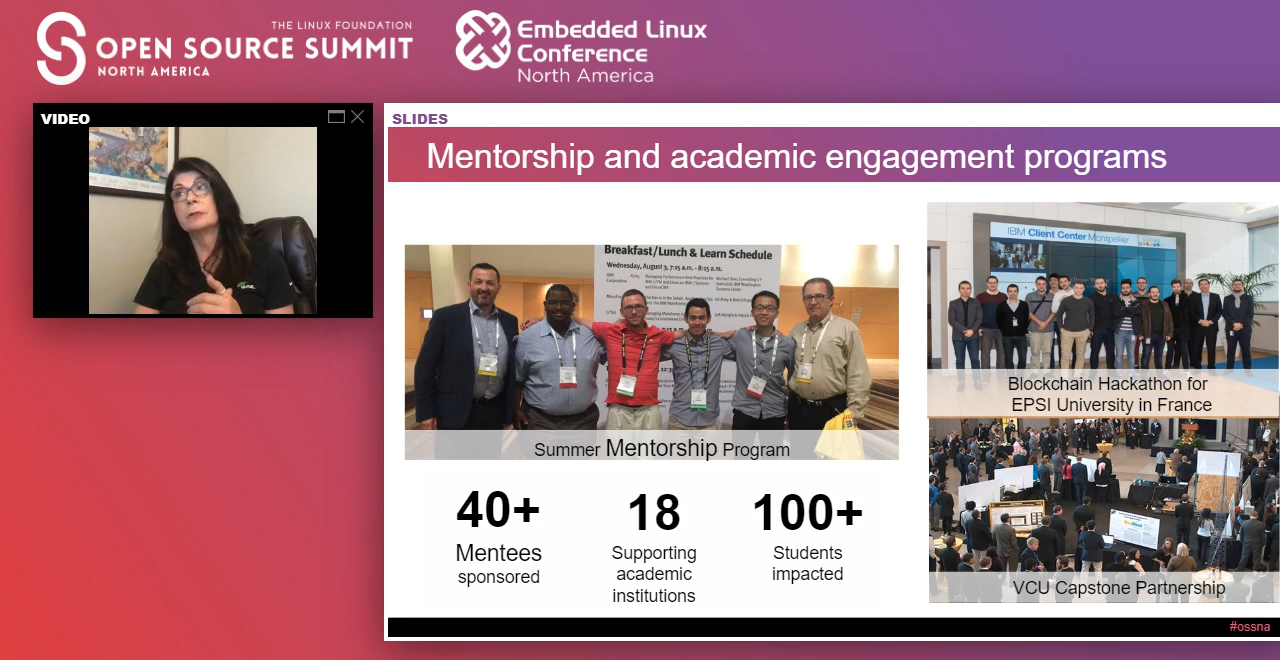 THE LINUX FOUNDATION
OPEN SOURCE SUMMIT
NORTH AMERICA
Embedded Linux
Conference
North America
VIDEO
SLIDES
Mentorship and academic engagement programs
Breakfast/Lunch & Learn Schedule
Wednesday, August 3, 7:15 a.m. - 8:15 a.m.
Summer Mentorship Program
IBM Client Center Montpellier
Blockchain Hackathon for
EPSI University in France
VCU Capstone Partnership
40+
Mentees
sponsored
18
Supporting
academic
institutions
100+
Students
impacted
#ossna